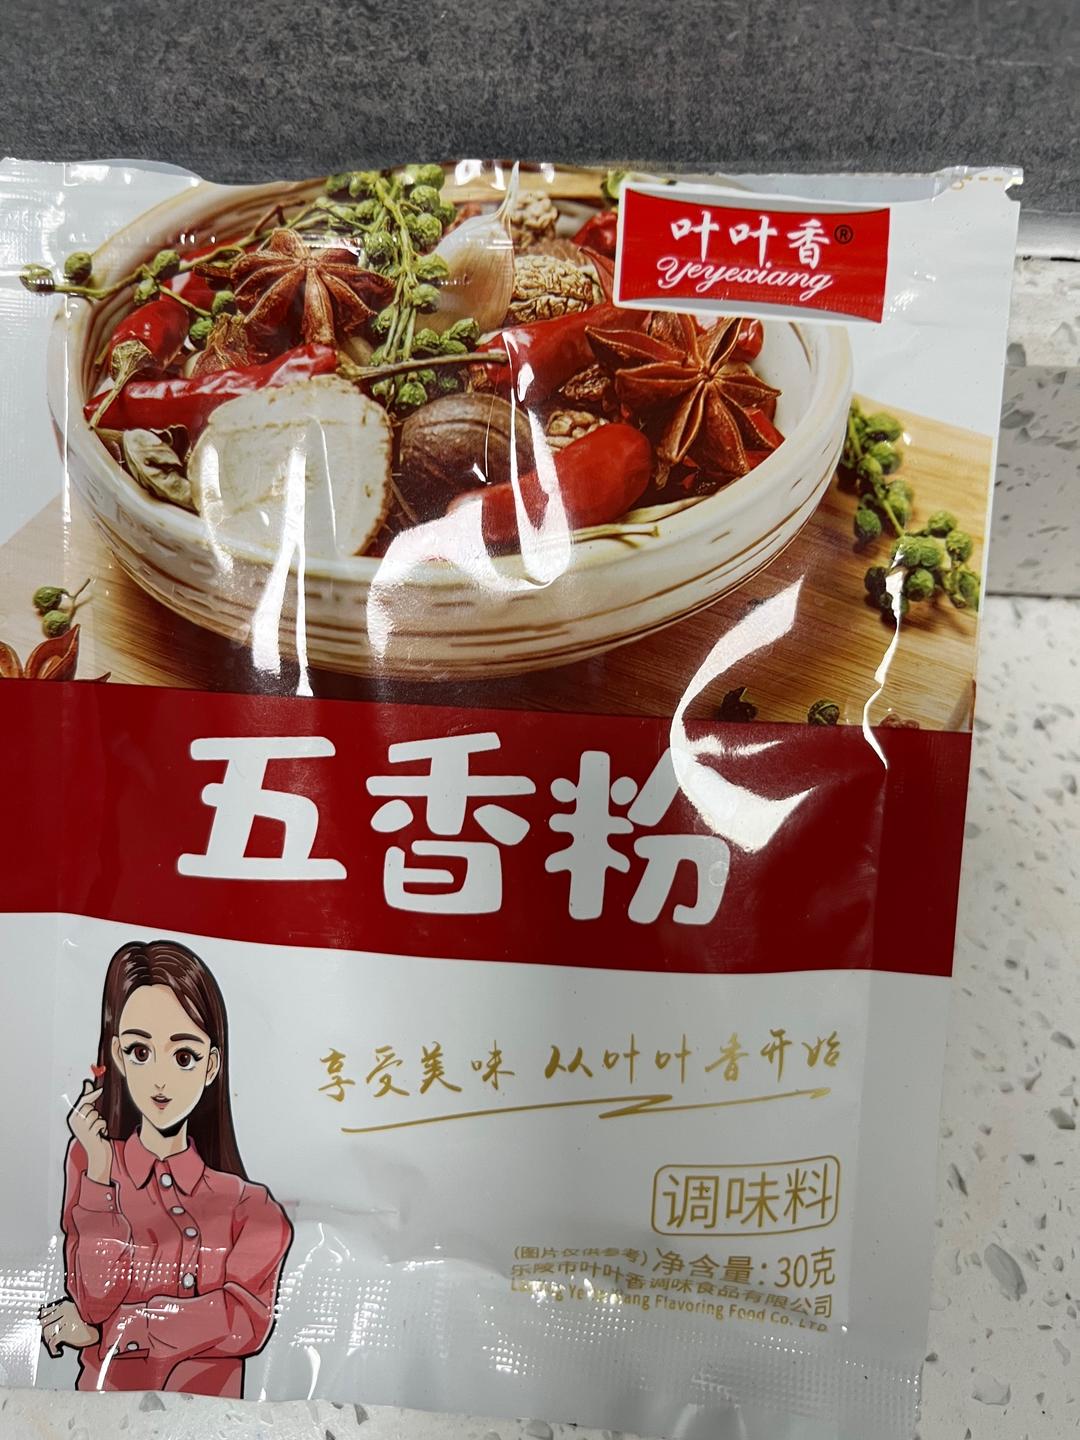 叶叶香®
Yeyexiang
五香粉
享受美味 从叶叶香开始
调味料
(图片仅供参考) 净含量：30克
乐陵市叶叶香调味食品有限公司
Flavoring Food Co. LTD